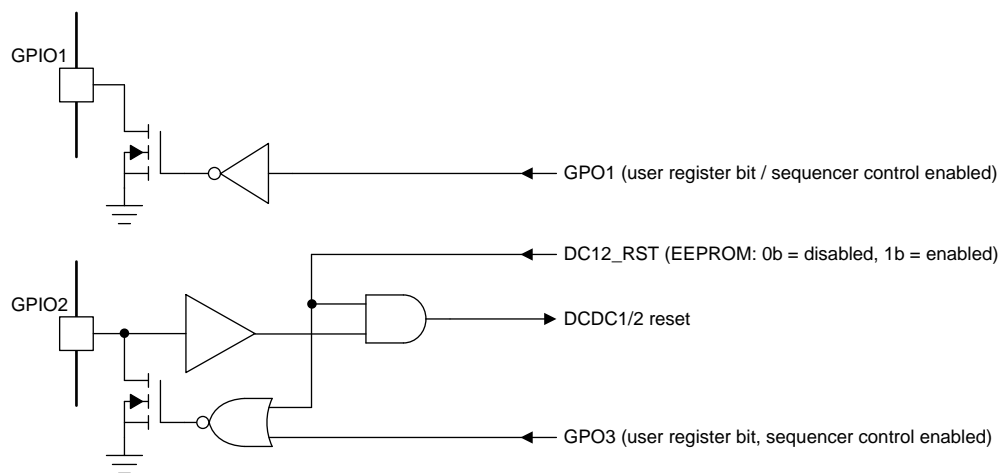 GPIO1
GPO1 (user register bit / sequencer control enabled)
DC12_RST (EEPROM: 0b = disabled, 1b = enabled)
GPIO2
DCDC1/2 reset
GPO3 (user register bit, sequencer control enabled)